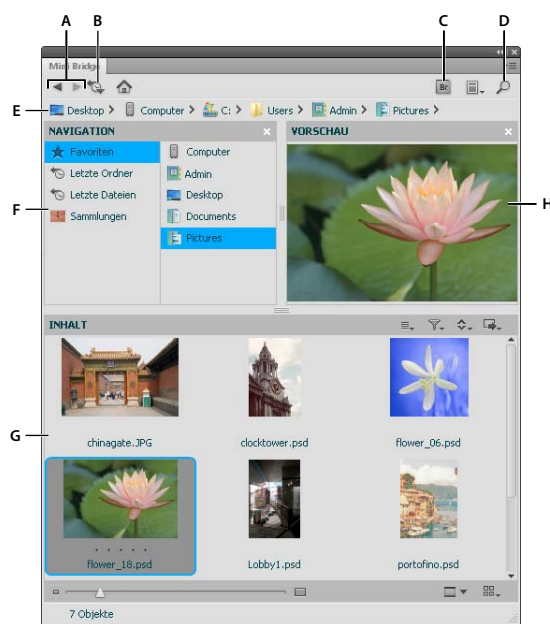 A B C D
Mini Bridge
Br
E
Desktop > Computer > C: > Users > Admin > Pictures >
NAVIGATION
Favoriten
Letzte Ordner
Letzte Dateien
Sammlungen
Computer
Admin
Desktop
Documents
Pictures
VORSCHAU
F
H
INHALT
G
chinagate.JPG
clocktower.psd
flower_06.psd
flower_18.psd
Lobby1.psd
portofino.psd
7 Objekte